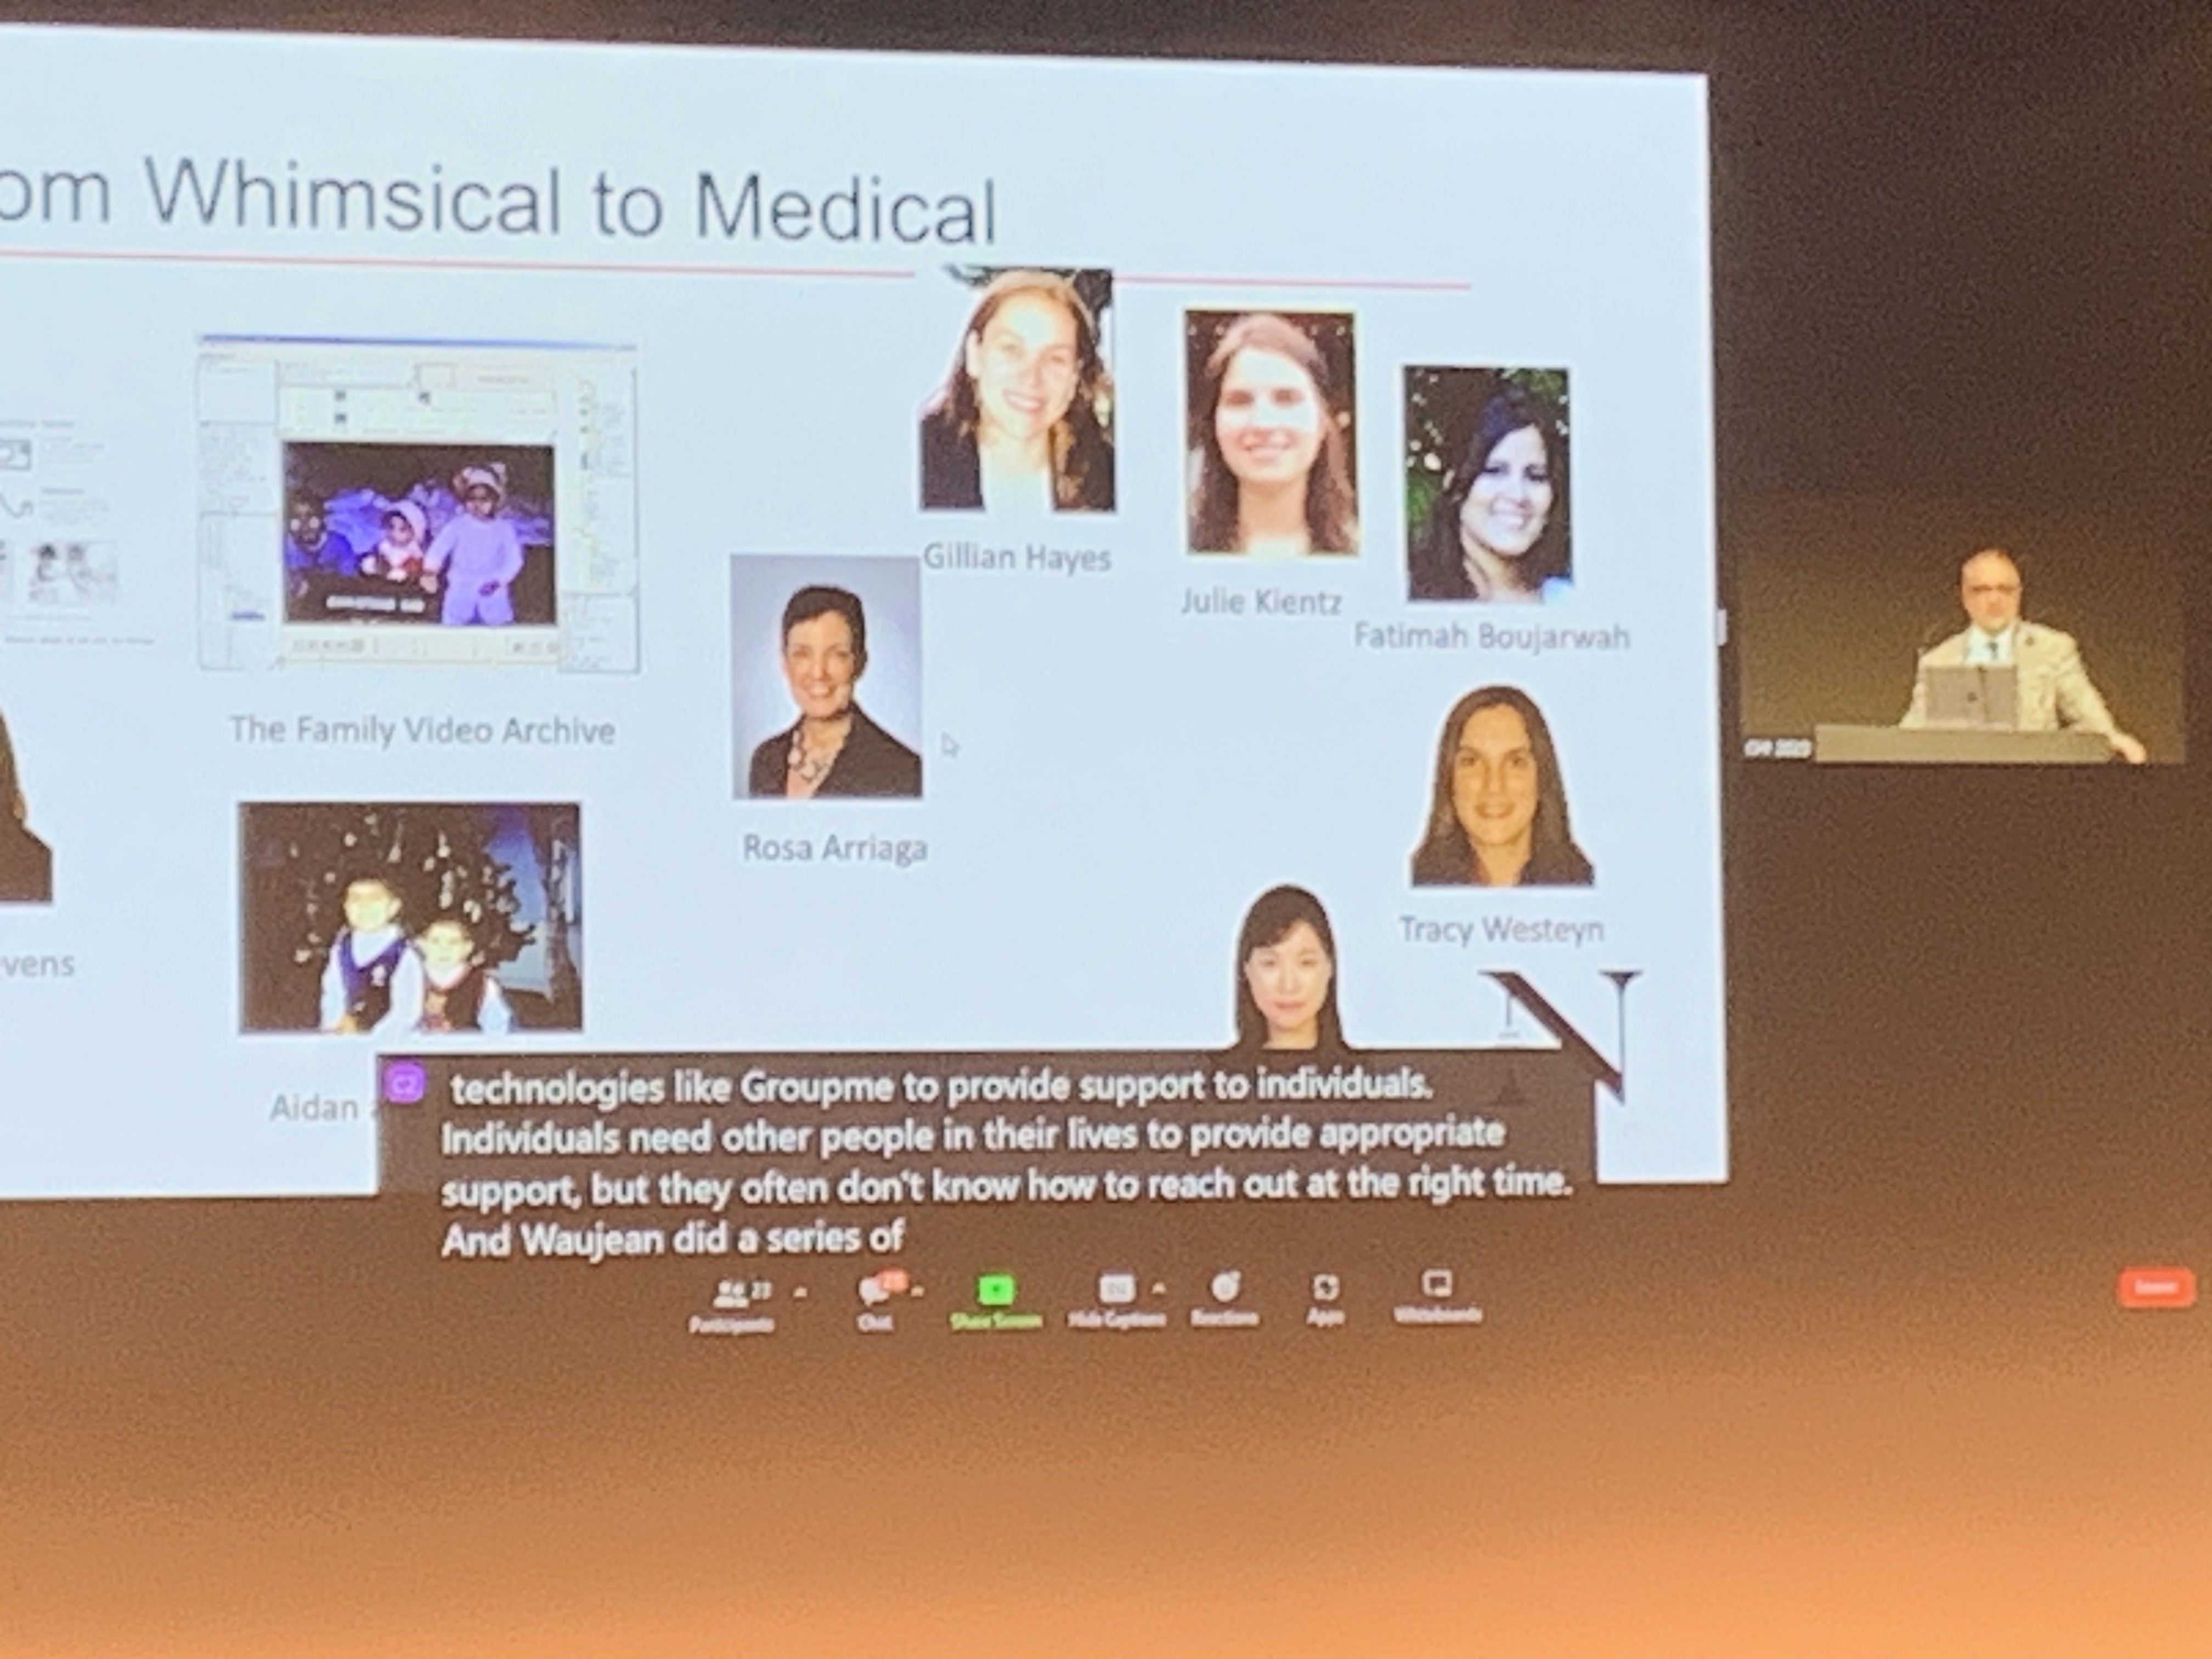 om Whimsical to Medical
Gillian Hayes
Julie Kientz
Fatimah Boujarwah
The Family Video Archive
Rosa Arriaga
Tracy Westeyn
vens
N
Aidan
technologies like Groupme to provide support to individuals.
Individuals need other people in their lives to provide appropriate
support, but they often don't know how to reach out at the right time.
And Waujean did a series of
Participants
Chat
Share Screen
Hide Captions
Reactions
Apps
Whiteboards